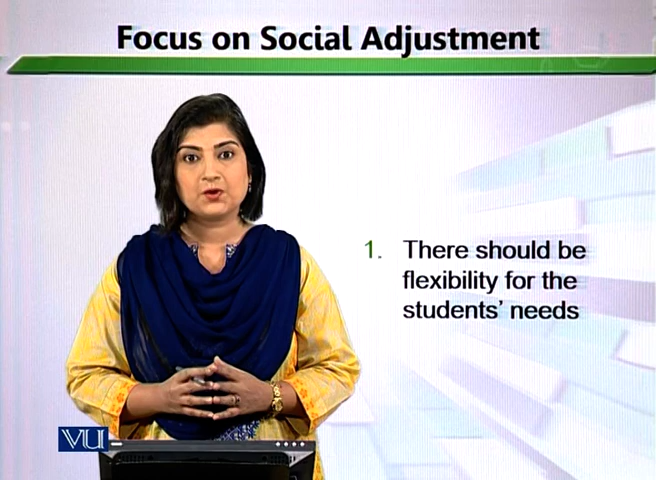 Focus on Social Adjustment
1. There should be
flexibility for the
students’ needs
VU